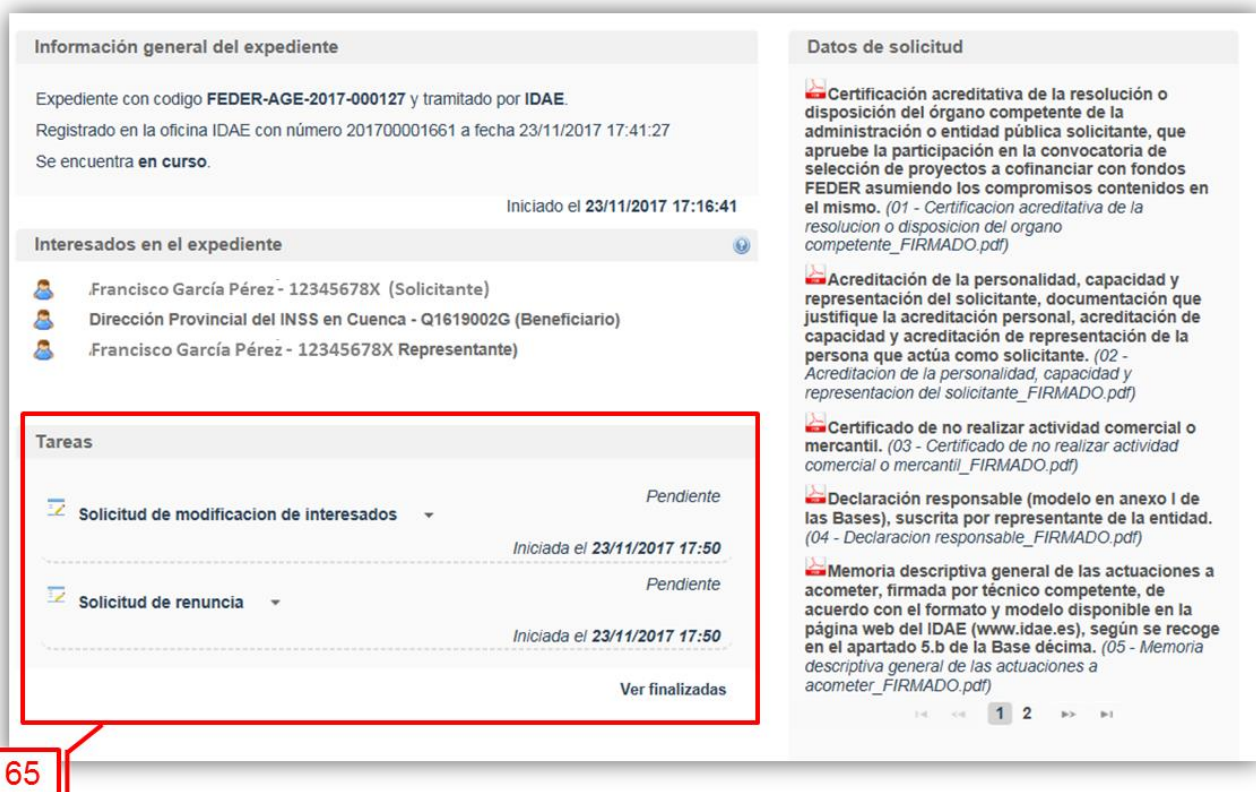 Información general del expediente
Expediente con codigo FEDER-AGE-2017-000127 y tramitado por IDAE.
Registrado en la oficina IDAE con número 201700001661 a fecha 23/11/2017 17:41:27
Se encuentra en curso.
Iniciado el 23/11/2017 17:16:41
Interesados en el expediente
Francisco García Pérez - 12345678X (Solicitante)
Dirección Provincial del INSS en Cuenca - Q1619002G (Beneficiario)
Francisco García Pérez - 12345678X Representante)
Tareas
Pendiente
Solicitud de modificacion de interesados
Iniciada el 23/11/2017 17:50
Pendiente
Solicitud de renuncia
Iniciada el 23/11/2017 17:50
Ver finalizadas
65
Datos de solicitud
Certificación acreditativa de la resolución o
disposición del órgano competente de la
administración o entidad pública solicitante, que
apruebe la participación en la convocatoria de
selección de proyectos a cofinanciar con fondos
FEDER asumiendo los compromisos contenidos en
el mismo. (01 - Certificacion acreditativa de la
resolucion o disposicion del organo
competente_FIRMADO.pdf)
Acreditación de la personalidad, capacidad y
representación del solicitante, documentación que
justifique la acreditación personal, acreditación de
capacidad y acreditación de representación de la
persona que actúa como solicitante. (02 -
Acreditacion de la personalidad, capacidad y
representacion del solicitante_FIRMADO.pdf)
Certificado de no realizar actividad comercial o
mercantil. (03 - Certificado de no realizar actividad
comercial o mercantil_FIRMADO.pdf)
Declaración responsable (modelo en anexo I de
las Bases), suscrita por representante de la entidad.
(04 - Declaracion responsable_FIRMADO.pdf)
Memoria descriptiva general de las actuaciones a
acometer, firmada por técnico competente, de
acuerdo con el formato y modelo disponible en la
página web del IDAE (www.idae.es), según se recoge
en el apartado 5.b de la Base décima. (05 - Memoria
descriptiva general de las actuaciones a
acometer_FIRMADO.pdf)
1 2